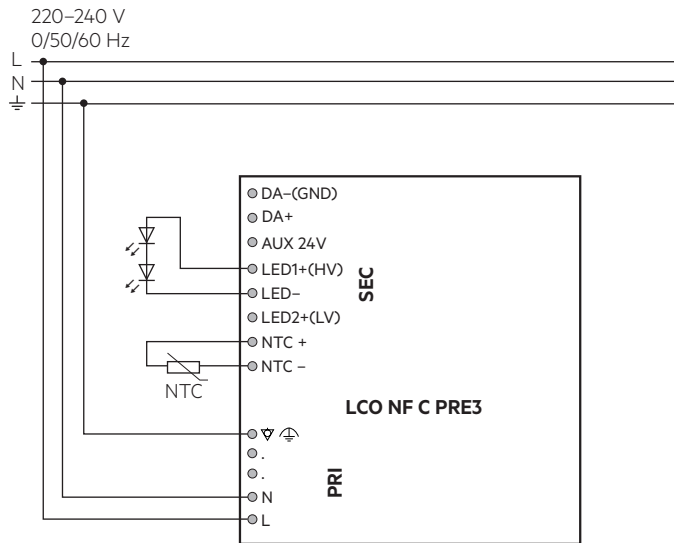 220–240 V
0/50/60 Hz
L
N
DA–(GND)
DA+
AUX 24V
LED1+(HV)
LED–
LED2+(LV)
NTC +
NTC –
SEC
NTC
LCO NF C PRE3
.
.
PRI
N
L